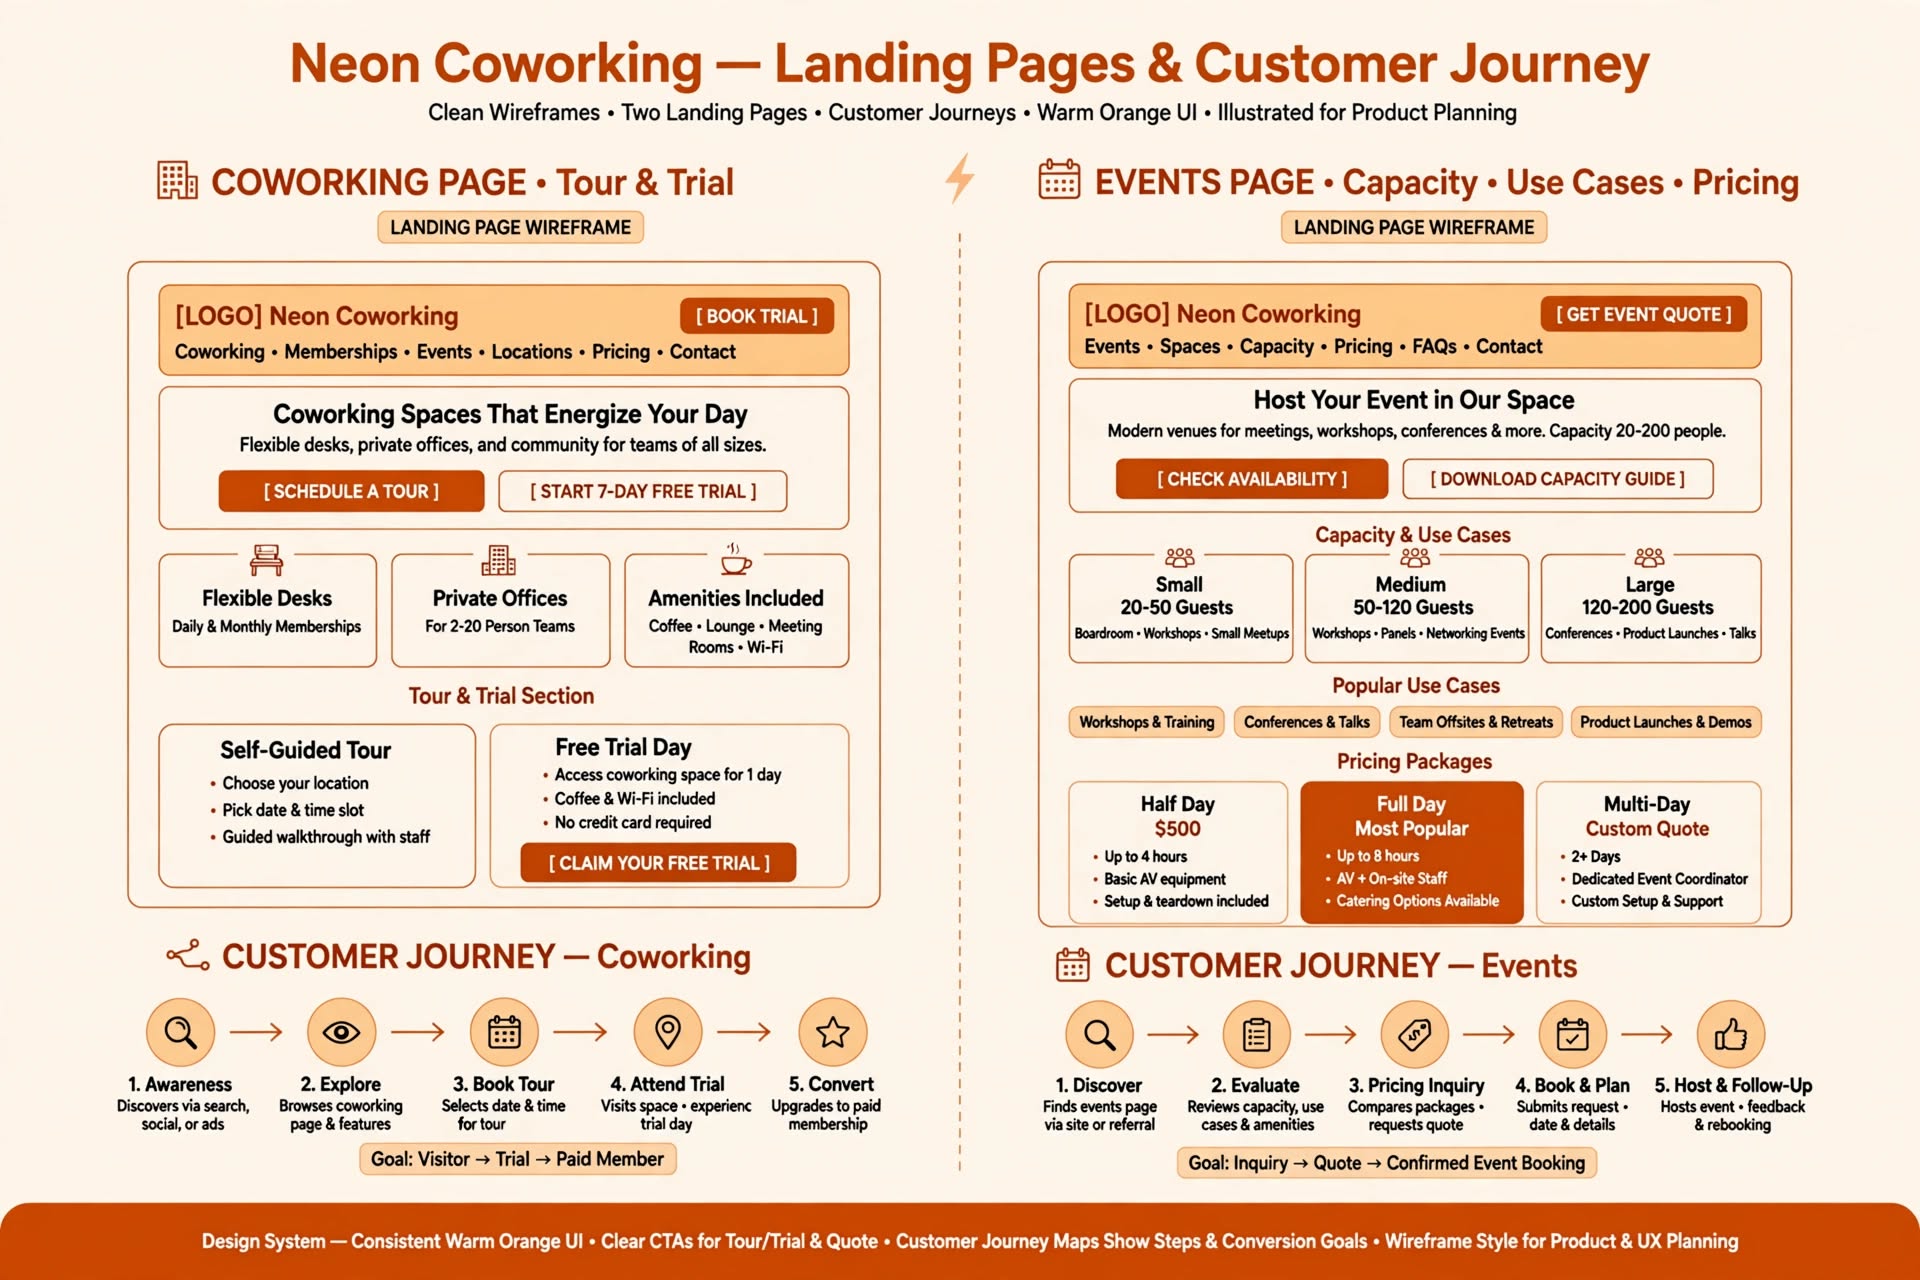 Neon Coworking — Landing Pages & Customer Journey
Clean Wireframes • Two Landing Pages • Customer Journeys • Warm Orange UI • Illustrated for Product Planning
COWORKING PAGE • Tour & Trial
LANDING PAGE WIREFRAME
[LOGO] Neon Coworking
[ BOOK TRIAL ]
Coworking • Memberships • Events • Locations • Pricing • Contact
Coworking Spaces That Energize Your Day
Flexible desks, private offices, and community for teams of all sizes.
[ SCHEDULE A TOUR ]
[ START 7-DAY FREE TRIAL ]
Flexible Desks
Daily & Monthly Memberships
Private Offices
For 2-20 Person Teams
Amenities Included
Coffee • Lounge • Meeting
Rooms • Wi-Fi
Tour & Trial Section
Self-Guided Tour
• Choose your location
• Pick date & time slot
• Guided walkthrough with staff
Free Trial Day
• Access coworking space for 1 day
• Coffee & Wi-Fi included
• No credit card required
[ CLAIM YOUR FREE TRIAL ]
CUSTOMER JOURNEY — Coworking
1. Awareness
Discovers via search,
social, or ads
2. Explore
Browses coworking
page & features
3. Book Tour
Selects date & time
for tour
4. Attend Trial
Visits space • experienc
trial day
5. Convert
Upgrades to paid
membership
Goal: Visitor → Trial → Paid Member
EVENTS PAGE • Capacity • Use Cases • Pricing
LANDING PAGE WIREFRAME
[LOGO] Neon Coworking
[ GET EVENT QUOTE ]
Events • Spaces • Capacity • Pricing • FAQs • Contact
Host Your Event in Our Space
Modern venues for meetings, workshops, conferences & more. Capacity 20-200 people.
[ CHECK AVAILABILITY ]
[ DOWNLOAD CAPACITY GUIDE ]
Capacity & Use Cases
Small
20-50 Guests
Boardroom • Workshops • Small Meetups
Medium
50-120 Guests
Workshops • Panels • Networking Events
Large
120-200 Guests
Conferences • Product Launches • Talks
Popular Use Cases
Workshops & Training
Conferences & Talks
Team Offsites & Retreats
Product Launches & Demos
Pricing Packages
Half Day
$500
• Up to 4 hours
• Basic AV equipment
• Setup & teardown included
Full Day
Most Popular
• Up to 8 hours
• AV + On-site Staff
• Catering Options Available
Multi-Day
Custom Quote
• 2+ Days
• Dedicated Event Coordinator
• Custom Setup & Support
CUSTOMER JOURNEY — Events
1. Discover
Finds events page
via site or referral
2. Evaluate
Reviews capacity, use
cases & amenities
3. Pricing Inquiry
Compares packages •
requests quote
4. Book & Plan
Submits request •
date & details
5. Host & Follow-Up
Hosts event • feedback
& rebooking
Goal: Inquiry → Quote → Confirmed Event Booking
Design System — Consistent Warm Orange UI • Clear CTAs for Tour/Trial & Quote • Customer Journey Maps Show Steps & Conversion Goals • Wireframe Style for Product & UX Planning